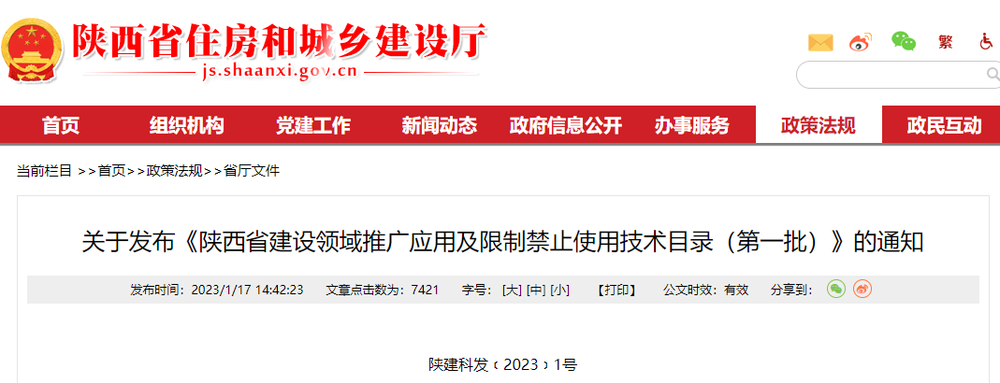 陕西省住房和城乡建设厅
js.shaanxi.gov.cn
繁
首页 组织机构 党建工作 新闻动态 政府信息公开 办事服务 政策法规 政民互动
当前栏目 >>首页>>政策法规>>省厅文件
关于发布《陕西省建设领域推广应用及限制禁止使用技术目录（第一批）》的通知
发布时间：2023/1/17 14:42:23 文章点击数为：7421 字号： [大] [中] [小] 【打印】 公文时效：有效 分享到：
陕建科发﹝2023﹞1号